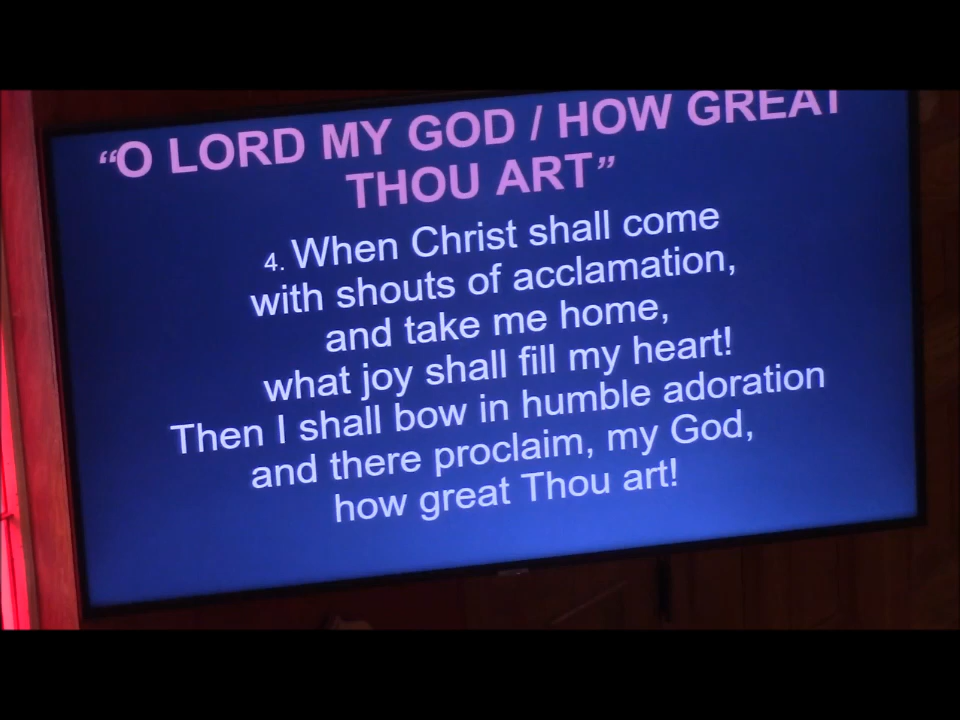 “O LORD MY GOD / HOW GREAT
THOU ART”
4. When Christ shall come
with shouts of acclamation,
and take me home,
what joy shall fill my heart!
Then I shall bow in humble adoration
and there proclaim, my God,
how great Thou art!